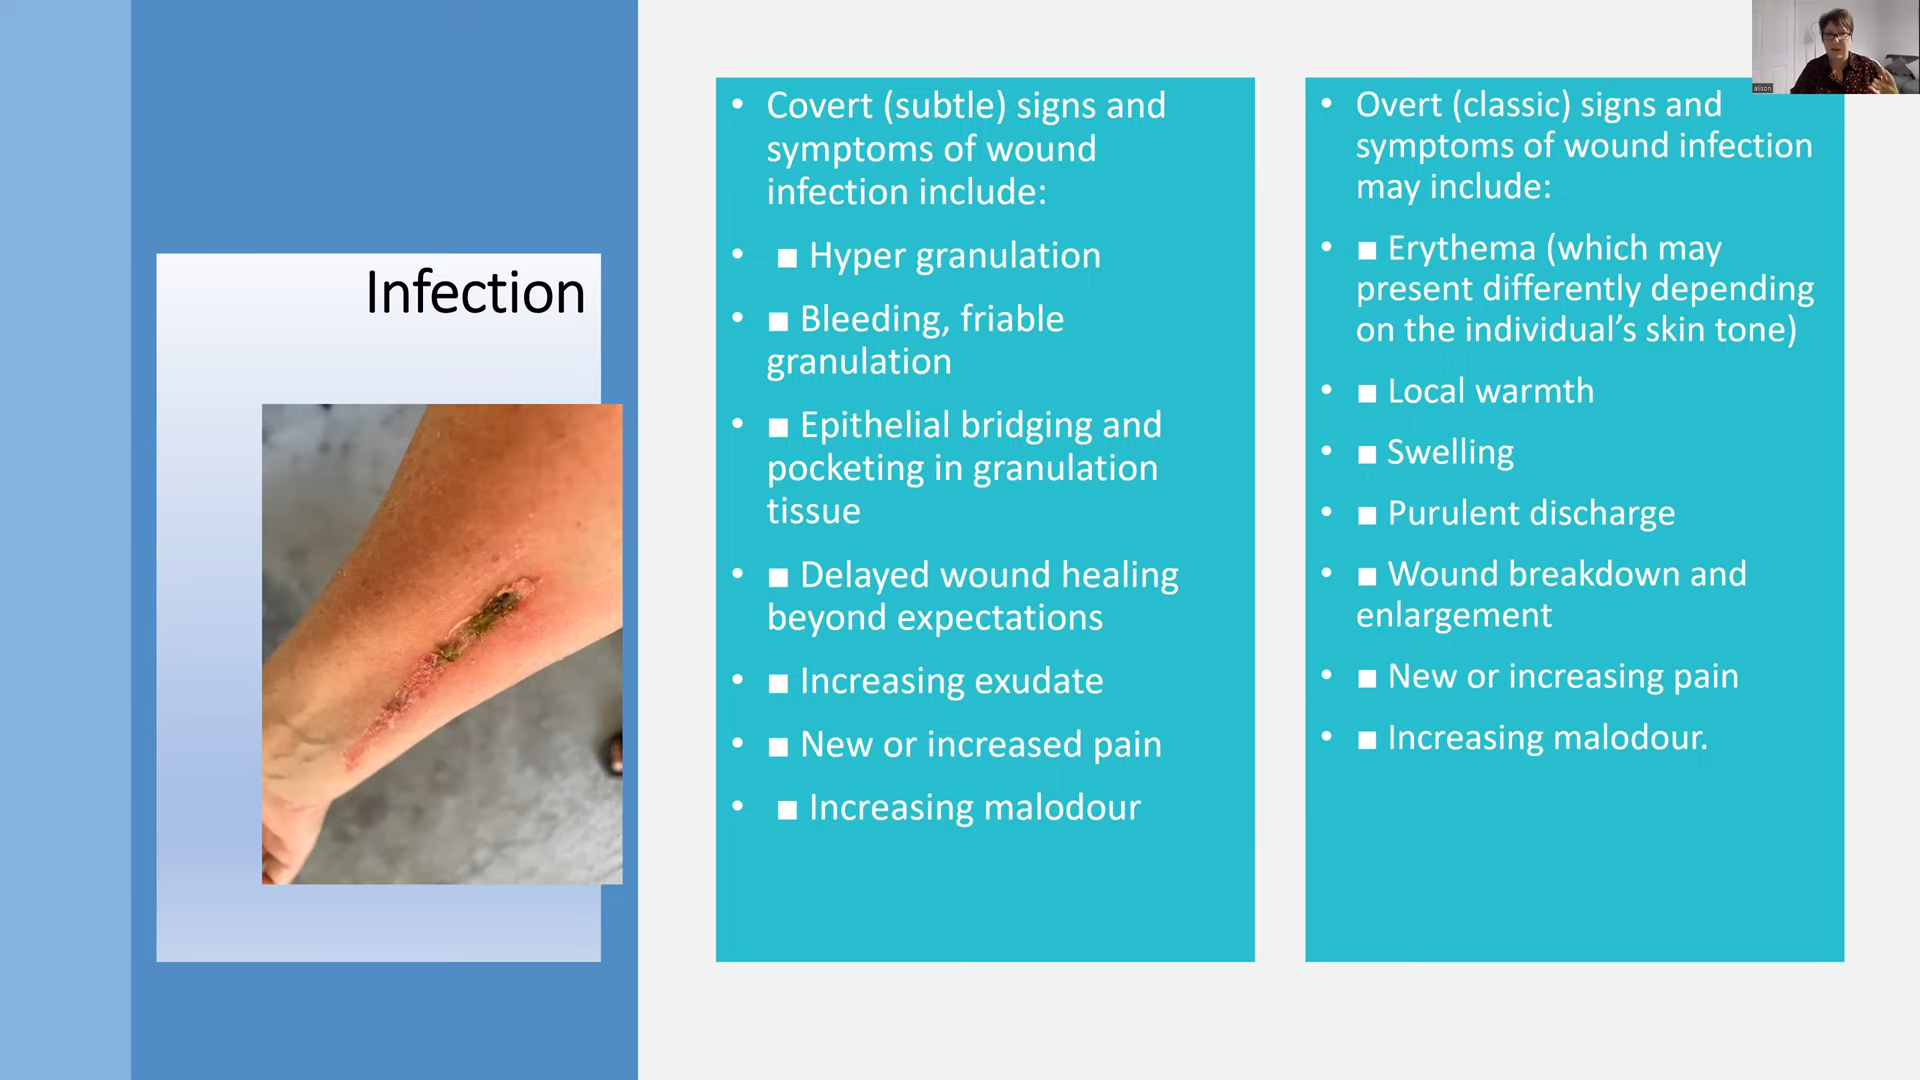 Infection
• Covert (subtle) signs and
symptoms of wound
infection include:
• ■ Hyper granulation
• ■ Bleeding, friable
granulation
• ■ Epithelial bridging and
pocketing in granulation
tissue
• ■ Delayed wound healing
beyond expectations
• ■ Increasing exudate
• ■ New or increased pain
• ■ Increasing malodour
• Overt (classic) signs and
symptoms of wound infection
may include:
• ■ Erythema (which may
present differently depending
on the individual’s skin tone)
• ■ Local warmth
• ■ Swelling
• ■ Purulent discharge
• ■ Wound breakdown and
enlargement
• ■ New or increasing pain
• ■ Increasing malodour.
alison